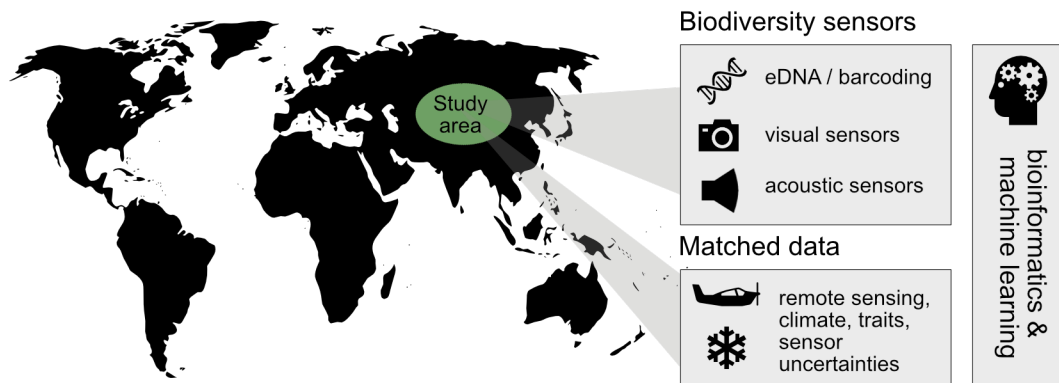 Study
area
Biodiversity sensors
eDNA / barcoding
visual sensors
acoustic sensors
Matched data
remote sensing,
climate, traits,
sensor
uncertainties
bioinformatics &
machine learning